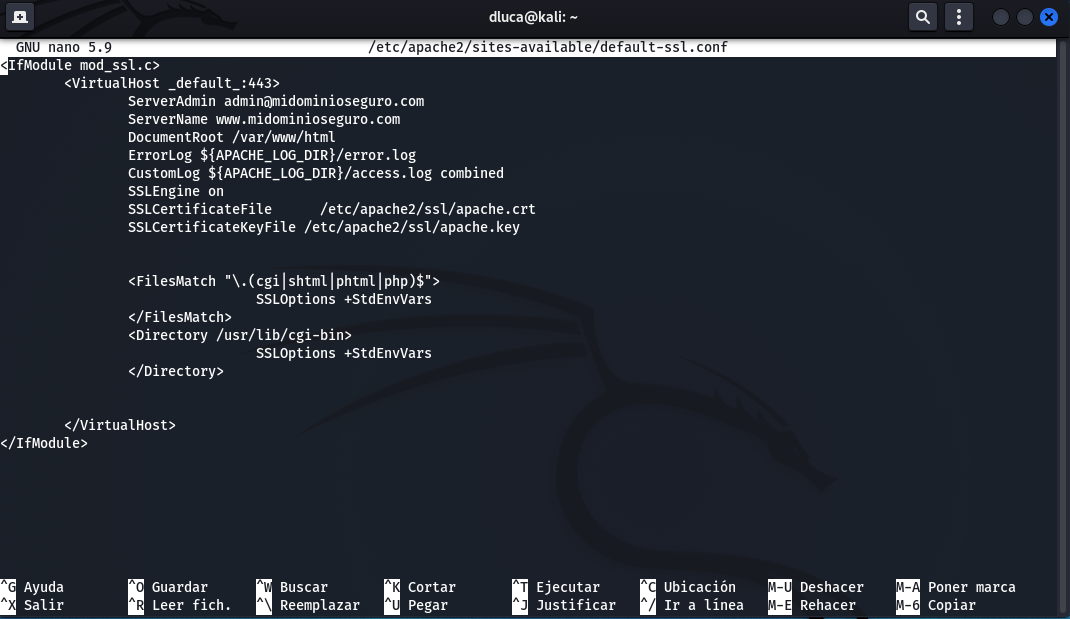 dluca@kali: ~
GNU nano 5.9 /etc/apache2/sites-available/default-ssl.conf
<IfModule mod_ssl.c>
<VirtualHost _default_:443>
ServerAdmin admin@midominioseguro.com
ServerName www.midominioseguro.com
DocumentRoot /var/www/html
ErrorLog ${APACHE_LOG_DIR}/error.log
CustomLog ${APACHE_LOG_DIR}/access.log combined
SSLEngine on
SSLCertificateFile /etc/apache2/ssl/apache.crt
SSLCertificateKeyFile /etc/apache2/ssl/apache.key
<FilesMatch "\.(cgi|shtml|phtml|php)$">
SSLOptions +StdEnvVars
</FilesMatch>
<Directory /usr/lib/cgi-bin>
SSLOptions +StdEnvVars
</Directory>
</VirtualHost>
</IfModule>
^G Ayuda ^O Guardar ^W Buscar ^K Cortar ^T Ejecutar ^C Ubicación M-U Deshacer M-A Poner marca
^X Salir ^R Leer fich. ^\ Reemplazar ^U Pegar ^J Justificar ^/ Ir a línea M-E Rehacer M-6 Copiar